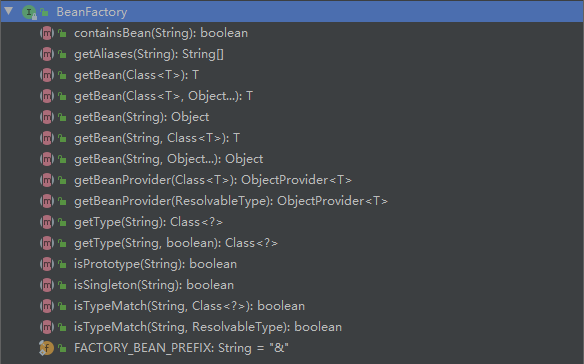 BeanFactory
containsBean(String): boolean
getAliases(String): String[]
getBean(Class<T>): T
getBean(Class<T>, Object...): T
getBean(String): Object
getBean(String, Class<T>): T
getBean(String, Object...): Object
getBeanProvider(Class<T>): ObjectProvider<T>
getBeanProvider(ResolvableType): ObjectProvider<T>
getType(String): Class<?>
getType(String, boolean): Class<?>
isPrototype(String): boolean
isSingleton(String): boolean
isTypeMatch(String, Class<?>): boolean
isTypeMatch(String, ResolvableType): boolean
FACTORY_BEAN_PREFIX: String = "&"